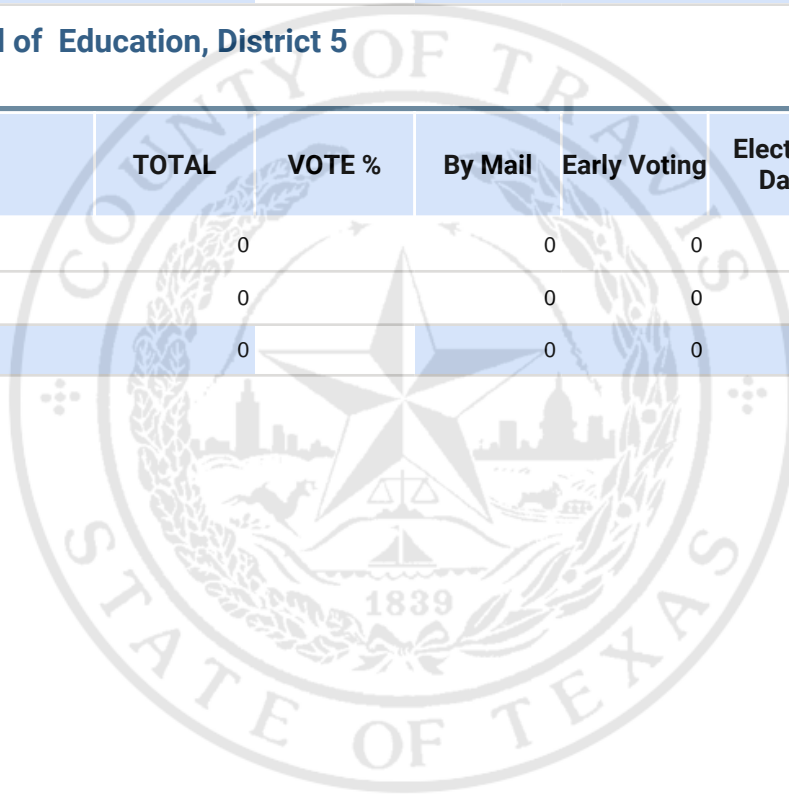 of Education, District 5
TOTAL VOTE % By Mail Early Voting
0 0 0
0 0 0
0 0 0
COUNTY OF TRAVIS
1839
STATE OF TEXAS